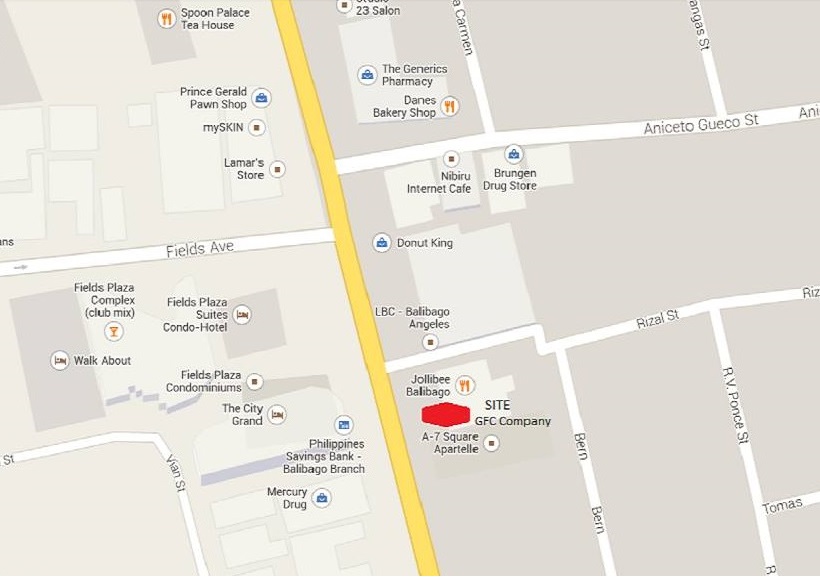 Spoon Palace
Tea House
23 Salon
a Carmen
angas St
The Generics
Pharmacy
Prince Gerald
Pawn Shop
Danes
Bakery Shop
mySKIN
Aniceto Gueco St
Ani
Lamar's
Store
Nibiru
Internet Cafe
Brungen
Drug Store
Fields Ave
Donut King
Fields Plaza
Complex
(club mix)
Fields Plaza
Suites
Condo-Hotel
LBC - Balibago
Angeles
Rizal St
Riz
Walk About
Fields Plaza
Condominiums
Jollibee
Balibago
The City
Grand
SITE
GFC Company
A-7 Square
Apartelle
R.V. Ponce St
Bern
Philippines
Savings Bank -
Balibago Branch
St
Vian St
Mercury
Drug
Bern
Tomas
R